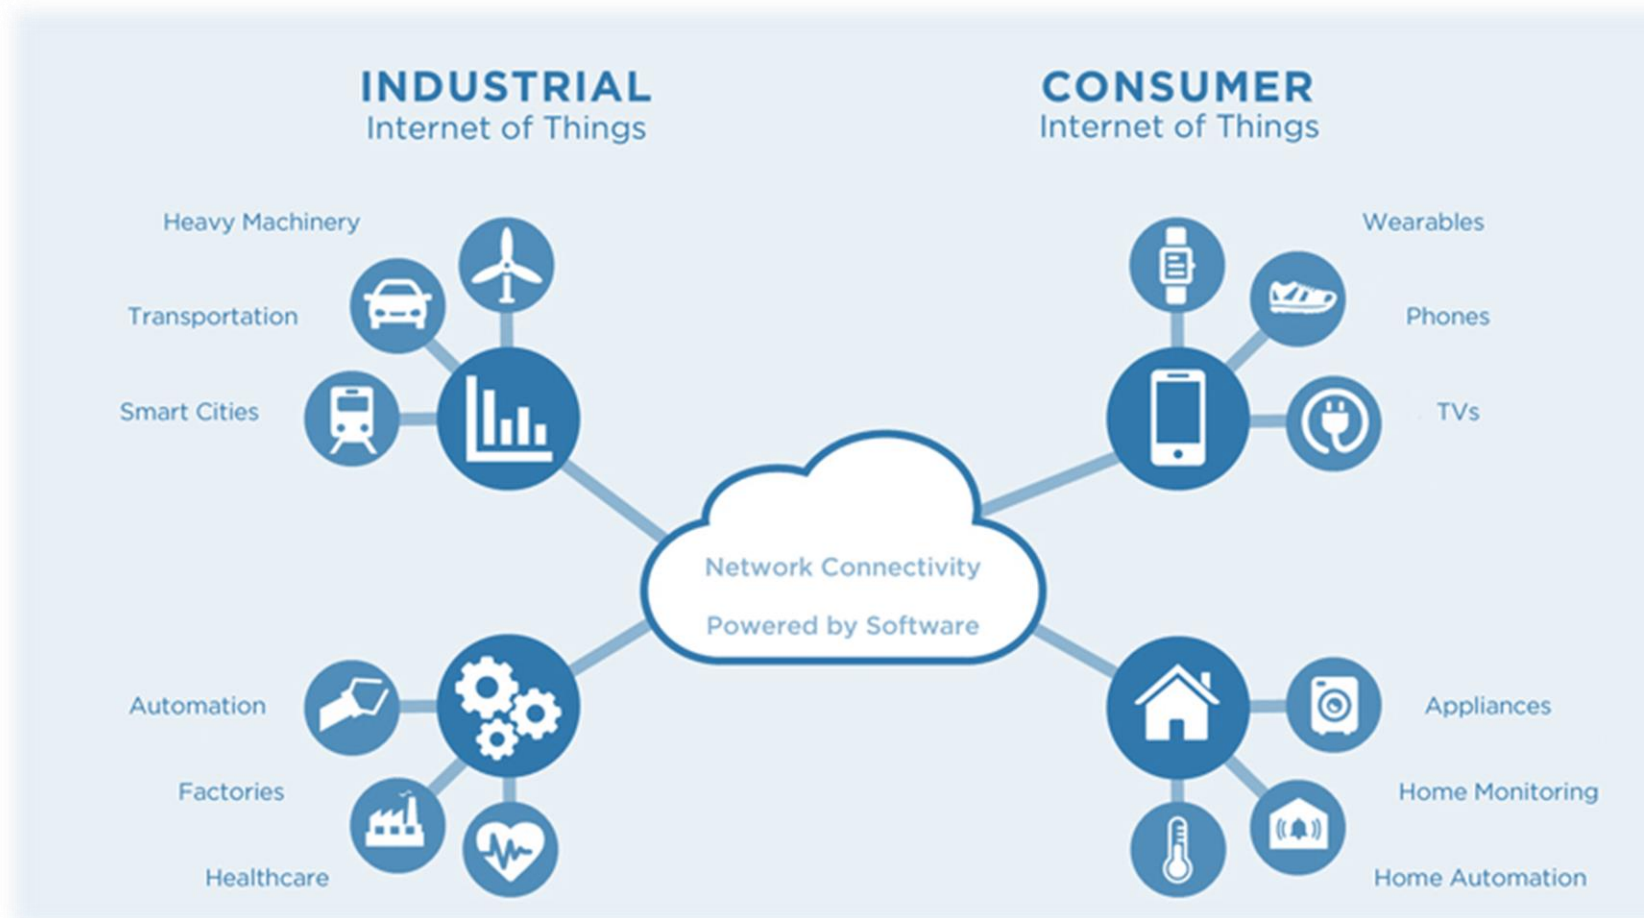 INDUSTRIAL
Internet of Things
CONSUMER
Internet of Things
Heavy Machinery
Transportation
Smart Cities
Wearables
Phones
TVs
Network Connectivity
Powered by Software
Automation
Factories
Healthcare
Appliances
Home Monitoring
Home Automation